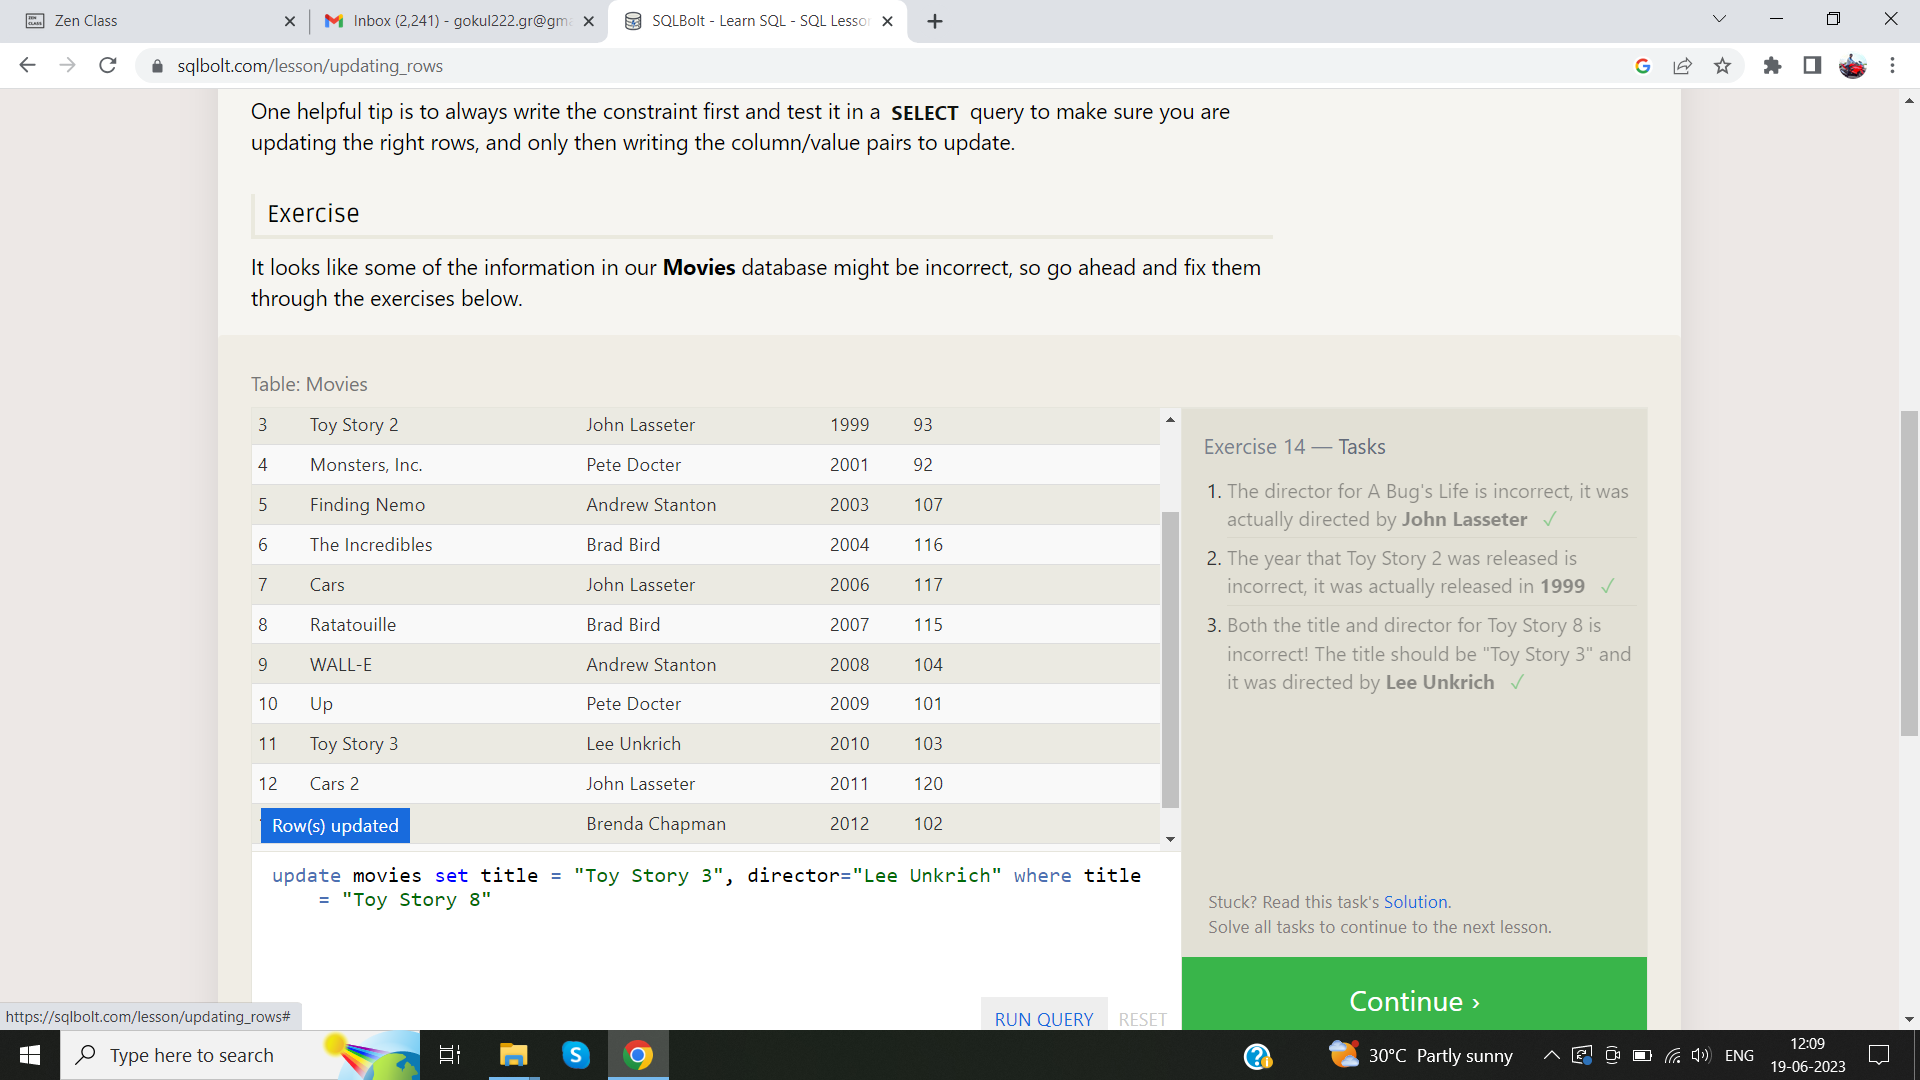 Zen Class
Inbox (2,241) - gokul222.gr@gm
SQLBolt - Learn SQL - SQL Lesson
sqlbolt.com/lesson/updating_rows
One helpful tip is to always write the constraint first and test it in a SELECT query to make sure you are
updating the right rows, and only then writing the column/value pairs to update.
Exercise
It looks like some of the information in our Movies database might be incorrect, so go ahead and fix them
through the exercises below.
Table: Movies
3 Toy Story 2 John Lasseter 1999 93
4 Monsters, Inc. Pete Docter 2001 92
5 Finding Nemo Andrew Stanton 2003 107
6 The Incredibles Brad Bird 2004 116
7 Cars John Lasseter 2006 117
8 Ratatouille Brad Bird 2007 115
9 WALL-E Andrew Stanton 2008 104
10 Up Pete Docter 2009 101
11 Toy Story 3 Lee Unkrich 2010 103
12 Cars 2 John Lasseter 2011 120
Row(s) updated Brenda Chapman 2012 102
update movies set title = "Toy Story 3", director="Lee Unkrich" where title
= "Toy Story 8"
RUN QUERY RESET
Exercise 14 — Tasks
1. The director for A Bug's Life is incorrect, it was
actually directed by John Lasseter ✓
2. The year that Toy Story 2 was released is
incorrect, it was actually released in 1999 ✓
3. Both the title and director for Toy Story 8 is
incorrect! The title should be "Toy Story 3" and
it was directed by Lee Unkrich ✓
Stuck? Read this task's Solution.
Solve all tasks to continue to the next lesson.
Continue ›
https://sqlbolt.com/lesson/updating_rows#
Type here to search
30°C Partly sunny
ENG
12:09
19-06-2023